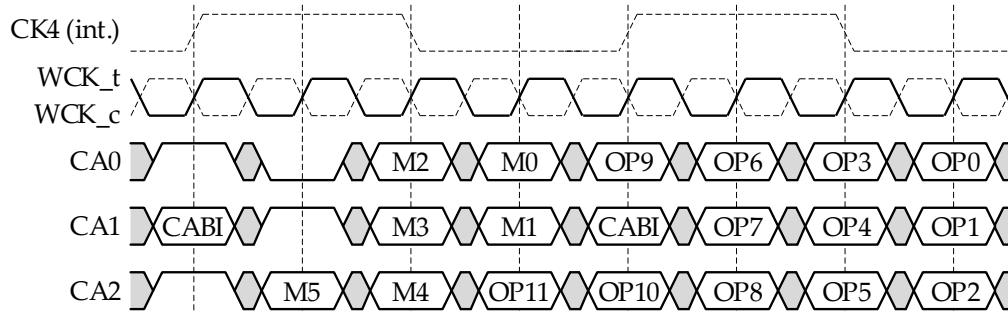 CK4 (int.)
WCK_t
WCK_c
CA0 M2 M0 OP9 OP6 OP3 OP0
CA1 CABI M3 M1 CABI OP7 OP4 OP1
CA2 M5 M4 OP11 OP10 OP8 OP5 OP2